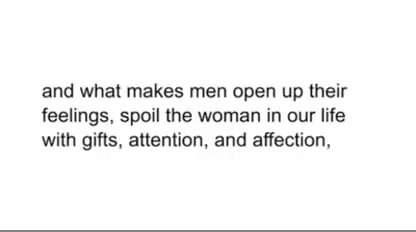 and what makes men open up their
feelings, spoil the woman in our life
with gifts, attention, and affection,